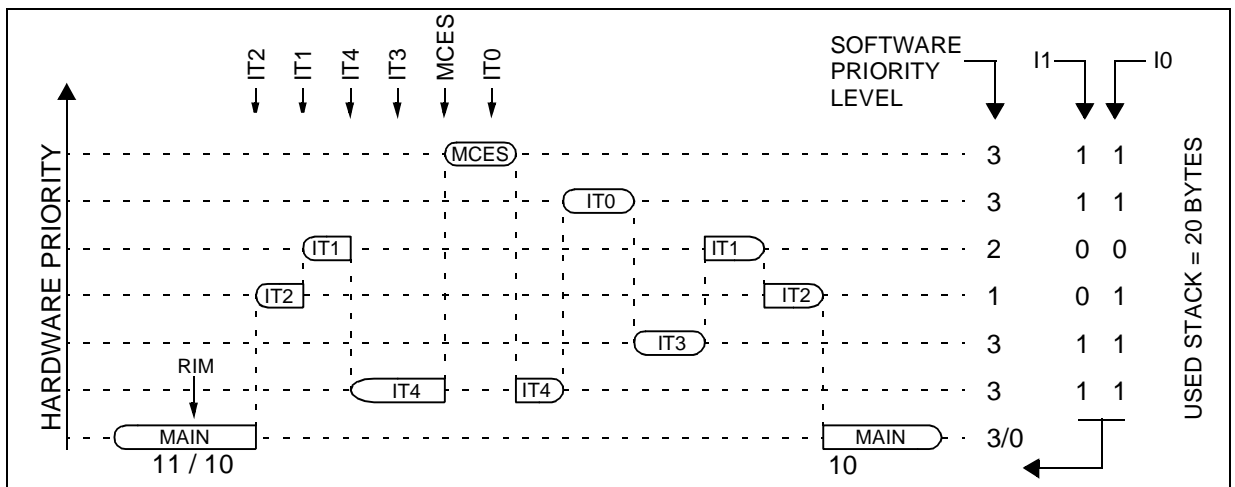 IT2
IT1
IT4
IT3
MCES
IT0
SOFTWARE
PRIORITY
LEVEL
I1
I0
HARDWARE PRIORITY
MCES
3 1 1
IT0
3 1 1
IT1
IT1
2 0 0
IT2
IT2
1 0 1
IT3
3 1 1
RIM
IT4
IT4
3 1 1
MAIN
MAIN
3/0
11 / 10
10
USED STACK = 20 BYTES